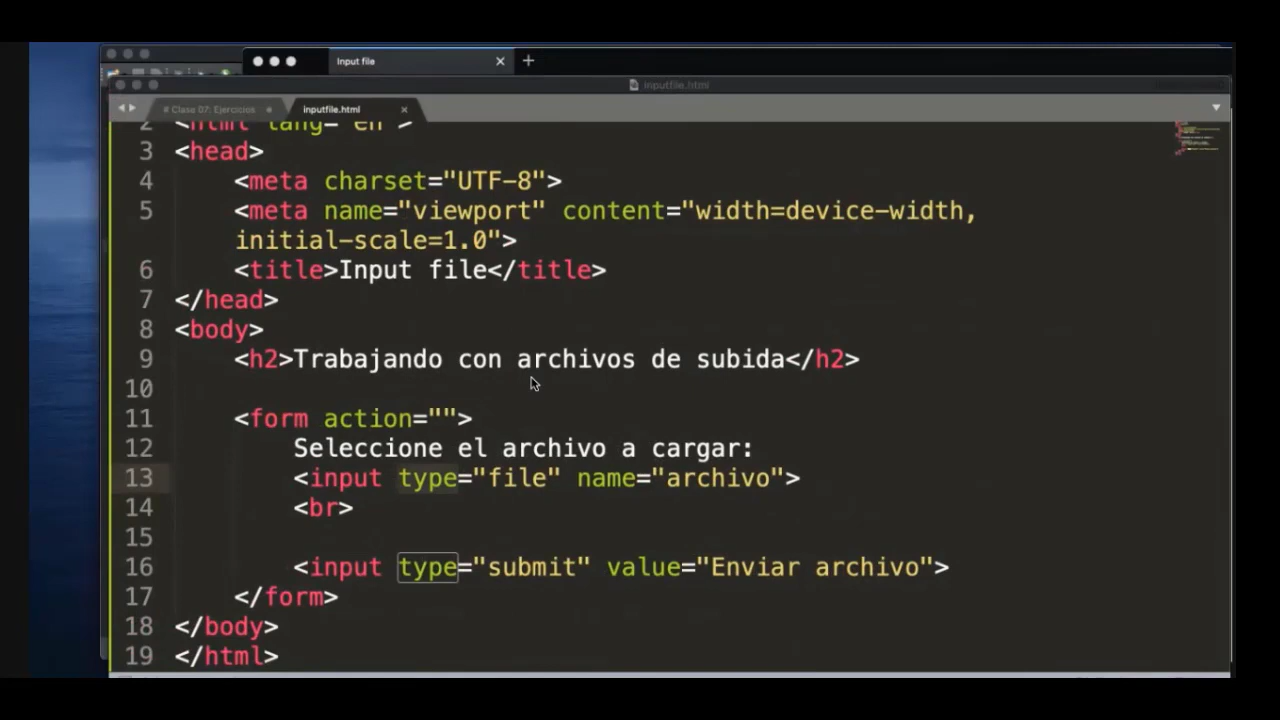 Input file
inputfile.html
# Clase 07: Ejercicios
inputfile.html
2 <html lang="en">
3 <head>
4 <meta charset="UTF-8">
5 <meta name="viewport" content="width=device-width,
initial-scale=1.0">
6 <title>Input file</title>
7 </head>
8 <body>
9 <h2>Trabajando con archivos de subida</h2>
10
11 <form action="">
12 Seleccione el archivo a cargar:
13 <input type="file" name="archivo">
14 <br>
15
16 <input type="submit" value="Enviar archivo">
17 </form>
18 </body>
19 </html>